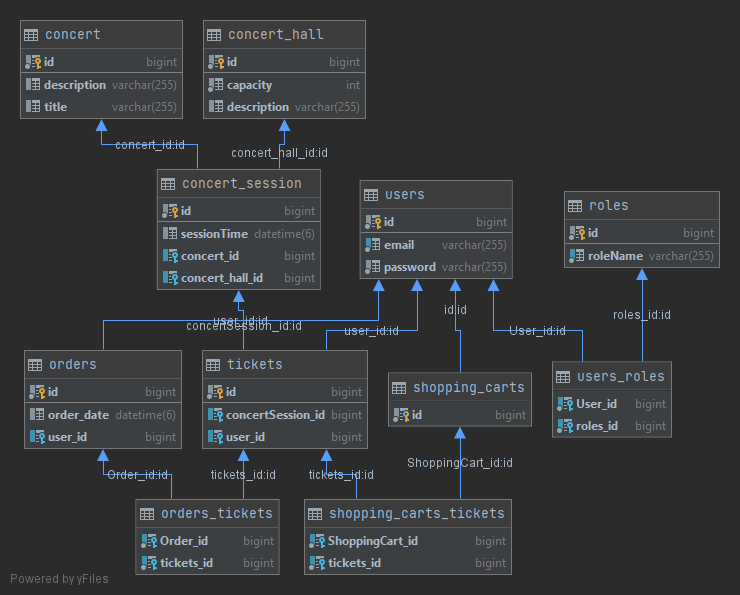 concert
id bigint
description varchar(255)
title varchar(255)
concert_hall
id bigint
capacity int
description varchar(255)
concert_id:id
concert_hall_id:id
concert_session
id bigint
sessionTime datetime(6)
concert_id bigint
concert_hall_id bigint
users
id bigint
email varchar(255)
password varchar(255)
roles
id bigint
roleName varchar(255)
user_id:id
concertSession_id:id
user_id:id
id:id
User_id:id
roles_id:id
orders
id bigint
order_date datetime(6)
user_id bigint
tickets
id bigint
concertSession_id bigint
user_id bigint
shopping_carts
id bigint
users_roles
User_id bigint
roles_id bigint
Order_id:id
tickets_id:id
tickets_id:id
ShoppingCart_id:id
orders_tickets
Order_id bigint
tickets_id bigint
shopping_carts_tickets
ShoppingCart_id bigint
tickets_id bigint
Powered by yFiles